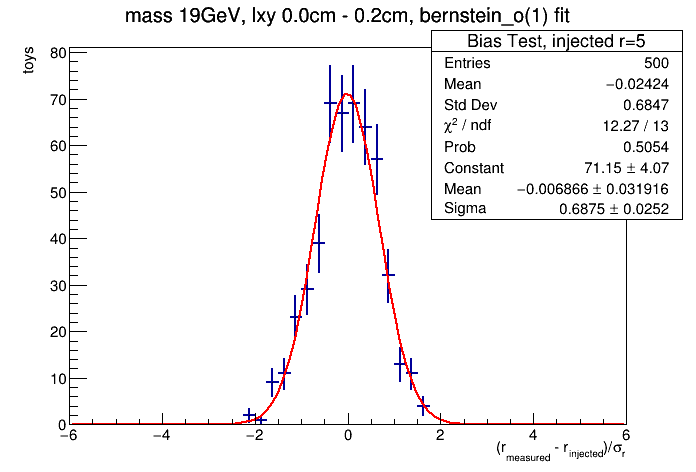 mass 19GeV, lxy 0.0cm - 0.2cm, bernstein_o(1) fit
Bias Test, injected r=5
Entries 500
Mean −0.02424
Std Dev 0.6847
χ² / ndf 12.27 / 13
Prob 0.5054
Constant 71.15 ± 4.07
Mean −0.006866 ± 0.031916
Sigma 0.6875 ± 0.0252
toys
80
70
60
50
40
30
20
10
0
−6 −4 −2 0 2 4 6
(r_measured - r_injected)/σ_r